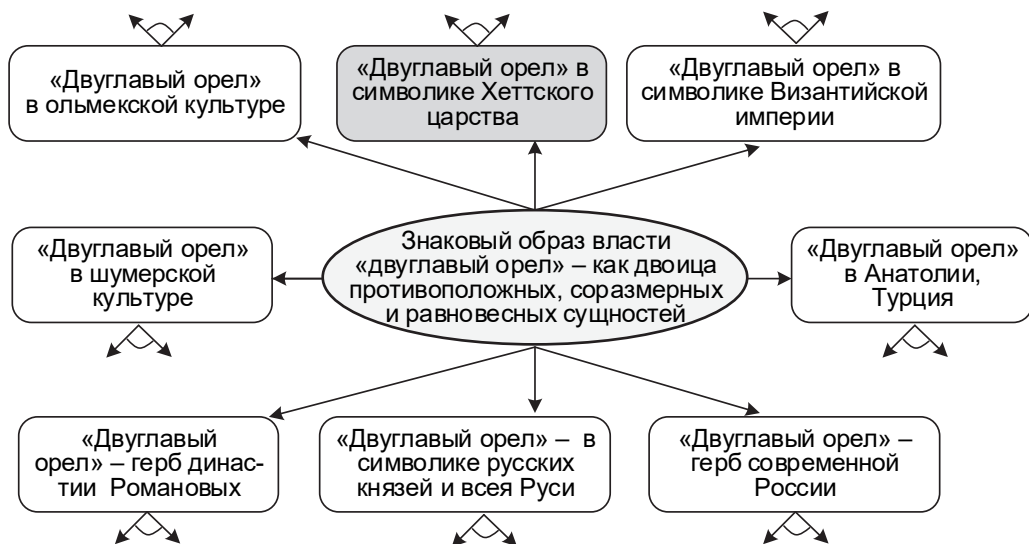 «Двуглавый орел»
в ольмекской культуре
«Двуглавый орел» в
символике Хеттского
царства
«Двуглавый орел» в
символике Византийской
империи
«Двуглавый орел»
в шумерской
культуре
Знаковый образ власти
«двуглавый орел» – как двоица
противоположных, соразмерных
и равновесных сущностей
«Двуглавый орел»
в Анатолии,
Турция
«Двуглавый
орел» – герб динас-
тии Романовых
«Двуглавый орел» – в
символике русских
князей и всея Руси
«Двуглавый орел» –
герб современной
России